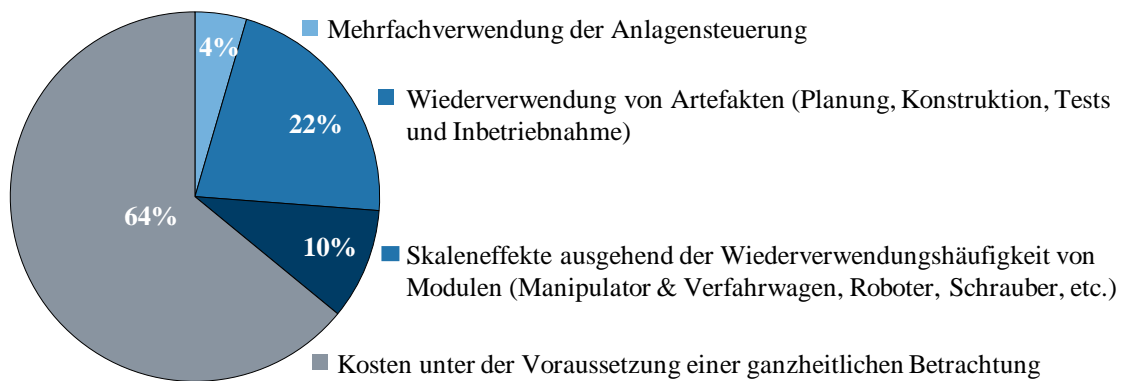 4%
Mehrfachverwendung der Anlagensteuerung
22%
Wiederverwendung von Artefakten (Planung, Konstruktion, Tests
und Inbetriebnahme)
64%
10%
Skaleneffekte ausgehend der Wiederverwendungshäufigkeit von
Modulen (Manipulator & Verfahrwagen, Roboter, Schrauber, etc.)
Kosten unter der Voraussetzung einer ganzheitlichen Betrachtung